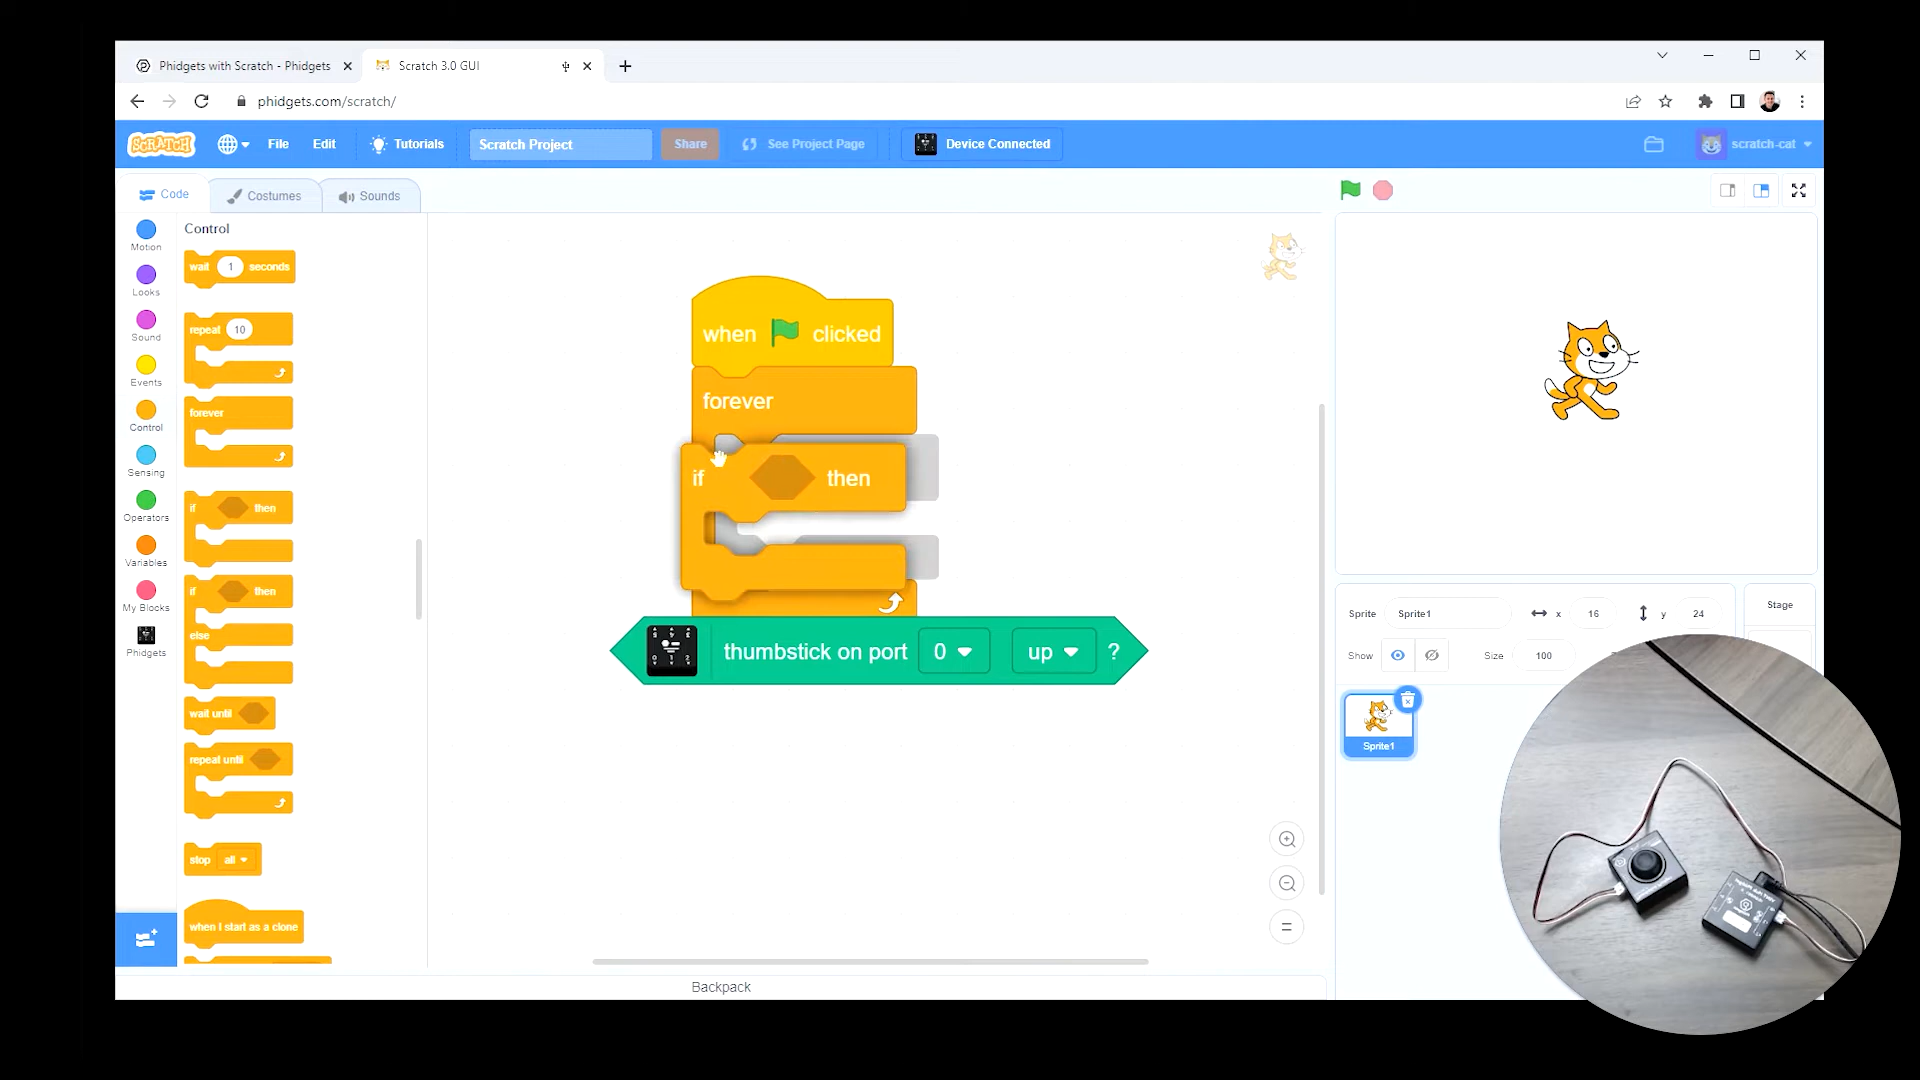 Phidgets with Scratch - Phidgets
Scratch 3.0 GUI
phidgets.com/scratch/
SCRATCH
File
Edit
Tutorials
Scratch Project
Share
See Project Page
Device Connected
scratch-cat
Code
Costumes
Sounds
Motion
Looks
Sound
Events
Control
Sensing
Operators
Variables
My Blocks
Phidgets
Control
wait 1 seconds
repeat 10
forever
if then
if then
else
wait until
repeat until
stop all
when I start as a clone
when clicked
forever
if then
thumbstick on port 0 up ?
Backpack
Sprite
Sprite1
x 16
y 24
Show
Size 100
Sprite1
Stage